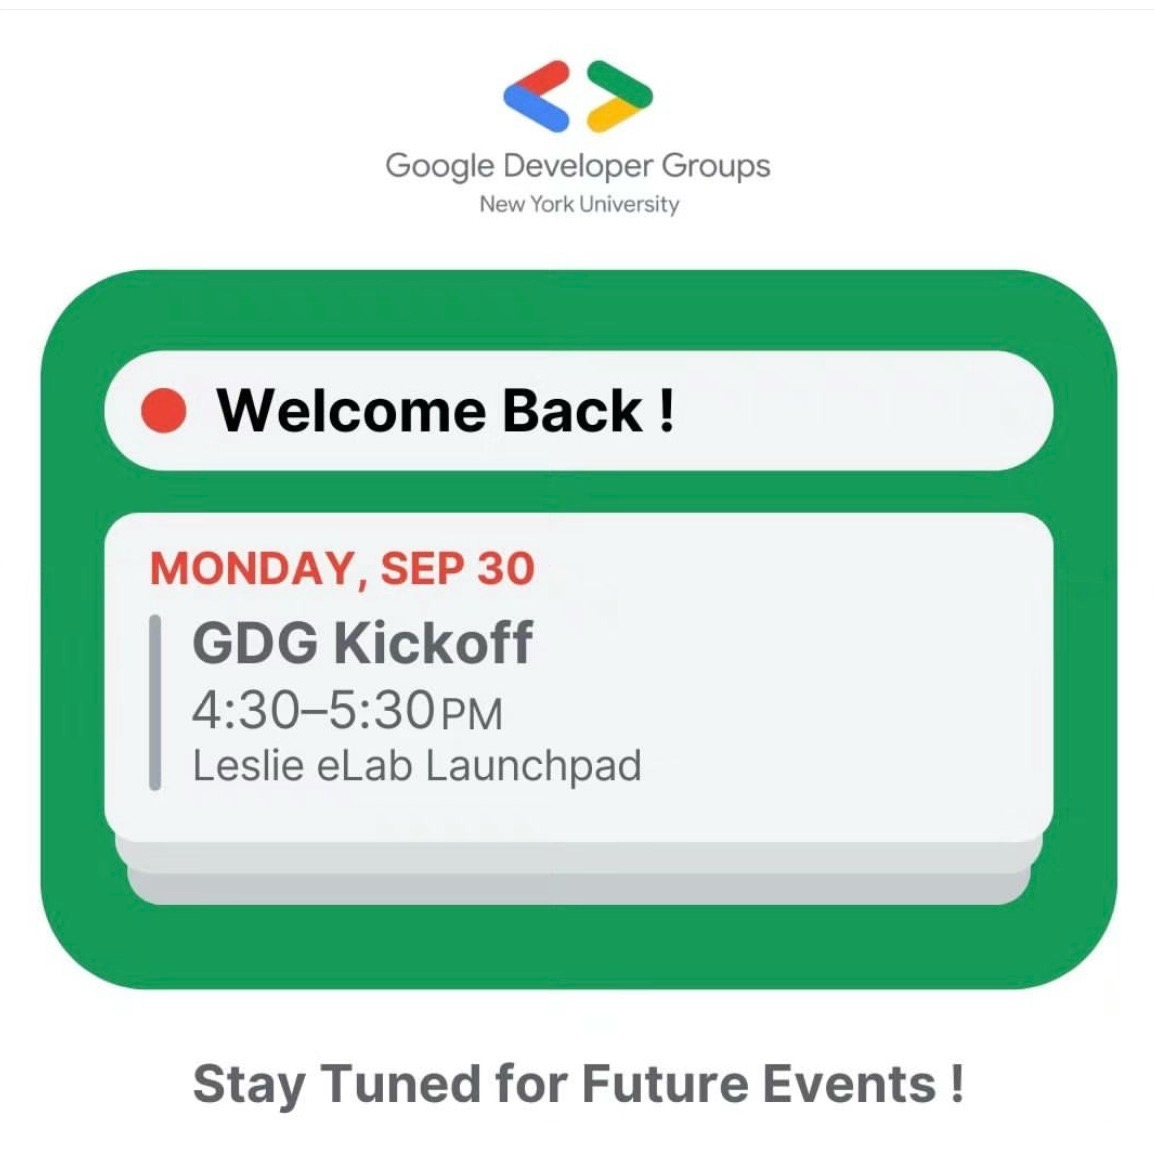 Google Developer Groups
New York University
Welcome Back !
MONDAY, SEP 30
GDG Kickoff
4:30–5:30PM
Leslie eLab Launchpad
Stay Tuned for Future Events !